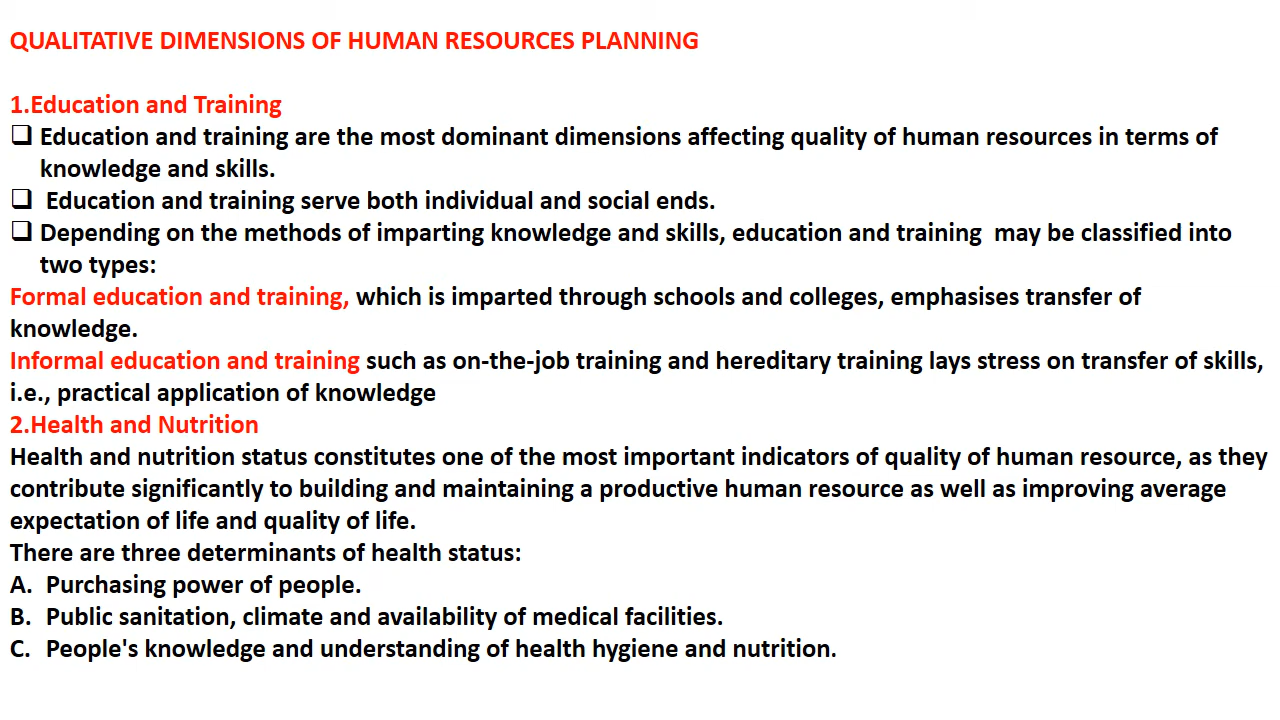 QUALITATIVE DIMENSIONS OF HUMAN RESOURCES PLANNING
1.Education and Training
❑ Education and training are the most dominant dimensions affecting quality of human resources in terms of
knowledge and skills.
❑ Education and training serve both individual and social ends.
❑ Depending on the methods of imparting knowledge and skills, education and training may be classified into
two types:
Formal education and training, which is imparted through schools and colleges, emphasises transfer of
knowledge.
Informal education and training such as on-the-job training and hereditary training lays stress on transfer of skills,
i.e., practical application of knowledge
2.Health and Nutrition
Health and nutrition status constitutes one of the most important indicators of quality of human resource, as they
contribute significantly to building and maintaining a productive human resource as well as improving average
expectation of life and quality of life.
There are three determinants of health status:
A. Purchasing power of people.
B. Public sanitation, climate and availability of medical facilities.
C. People's knowledge and understanding of health hygiene and nutrition.